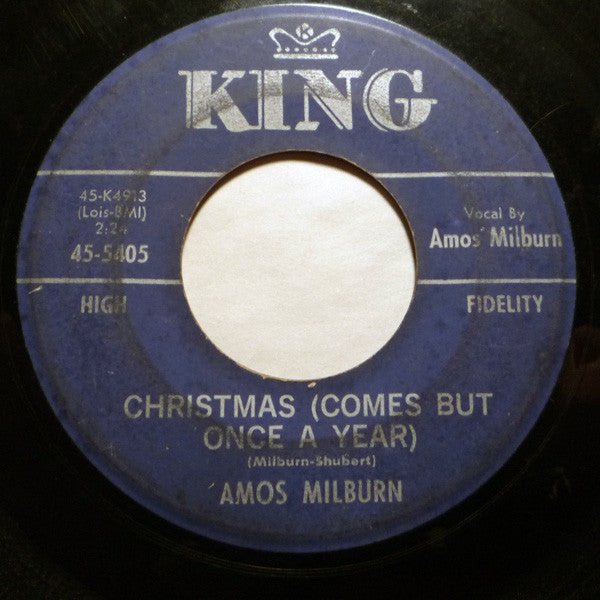 K
KING
45-K4913
(Lois-BMI)
2:24
45-5405
Vocal By
Amos Milburn
HIGH FIDELITY
CHRISTMAS (COMES BUT
ONCE A YEAR)
(Milburn-Shubert)
AMOS MILBURN